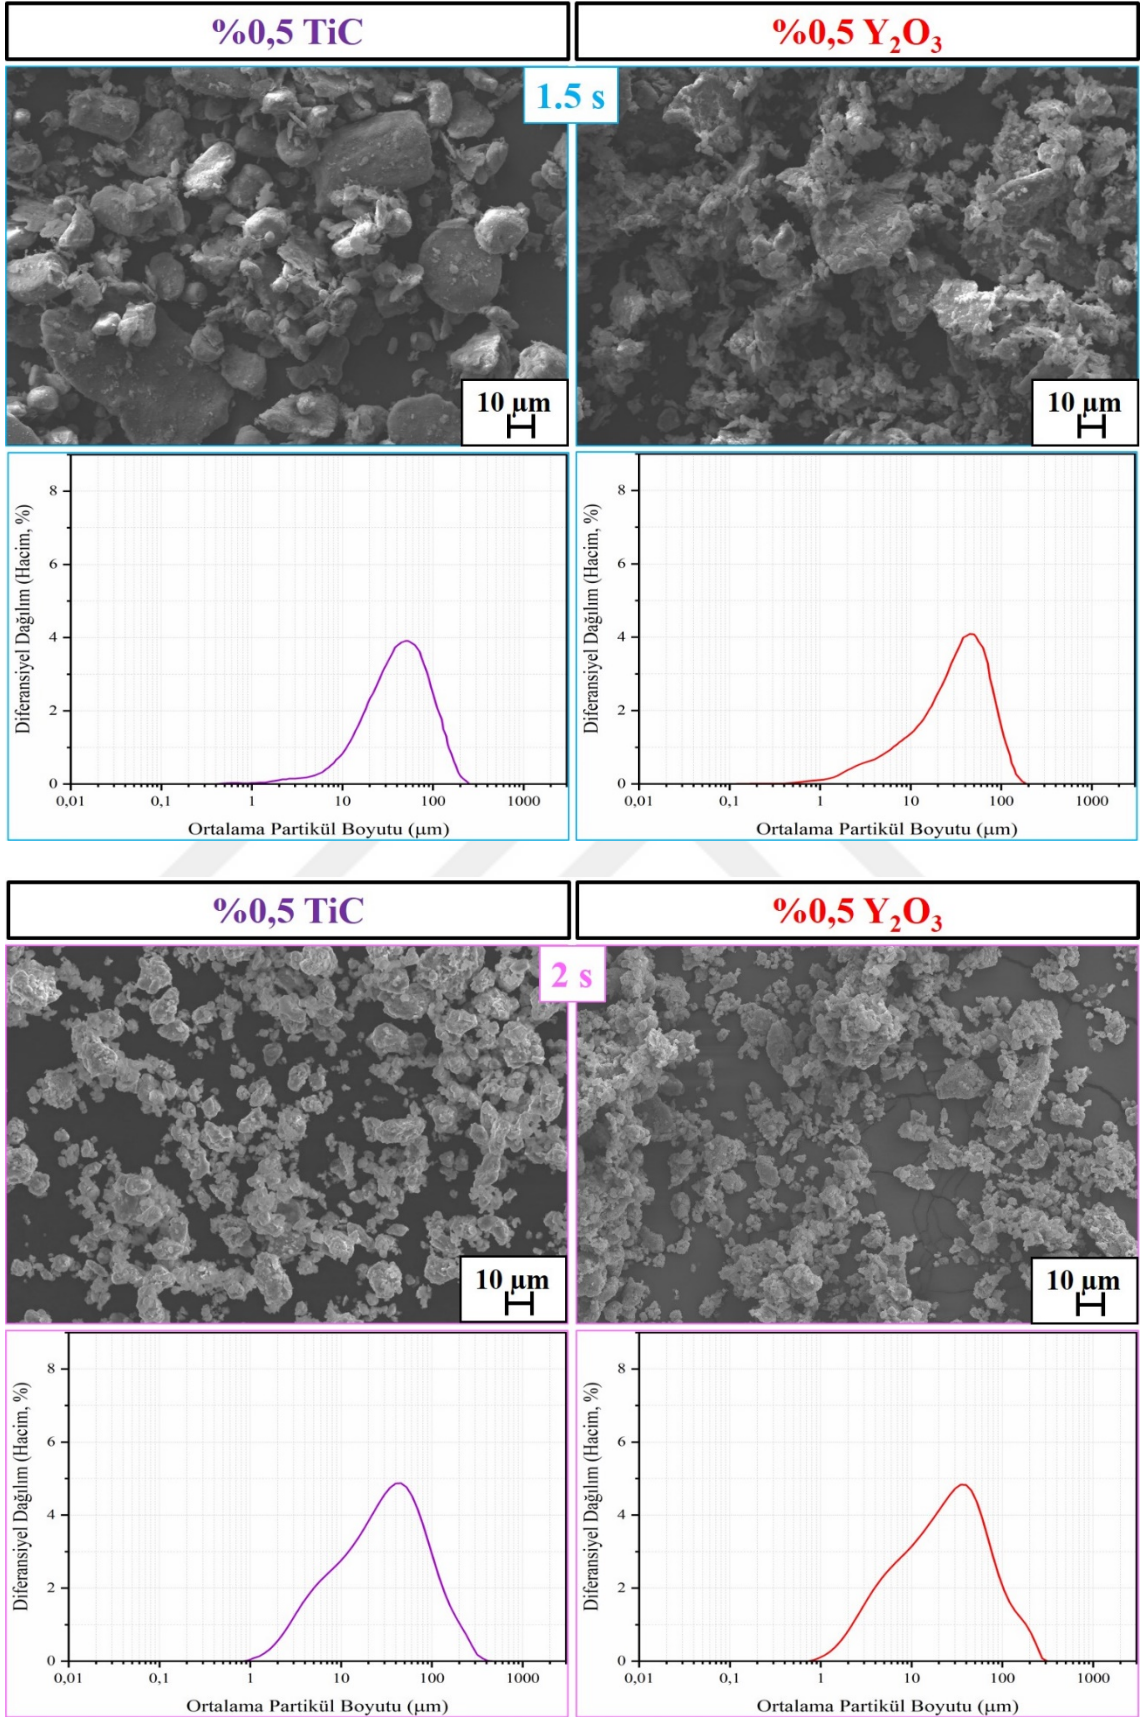 %0,5 TiC
%0,5 Y₂O₃
1.5 s
10 µm
10 µm
Diferansiyel Dağılım (Hacim, %)
8
6
4
2
0
0,01 0,1 1 10 100 1000
Ortalama Partikül Boyutu (µm)
Diferansiyel Dağılım (Hacim, %)
8
6
4
2
0
0,01 0,1 1 10 100 1000
Ortalama Partikül Boyutu (µm)
%0,5 TiC
%0,5 Y₂O₃
2 s
10 µm
10 µm
Diferansiyel Dağılım (Hacim, %)
8
6
4
2
0
0,01 0,1 1 10 100 1000
Ortalama Partikül Boyutu (µm)
Diferansiyel Dağılım (Hacim, %)
8
6
4
2
0
0,01 0,1 1 10 100 1000
Ortalama Partikül Boyutu (µm)